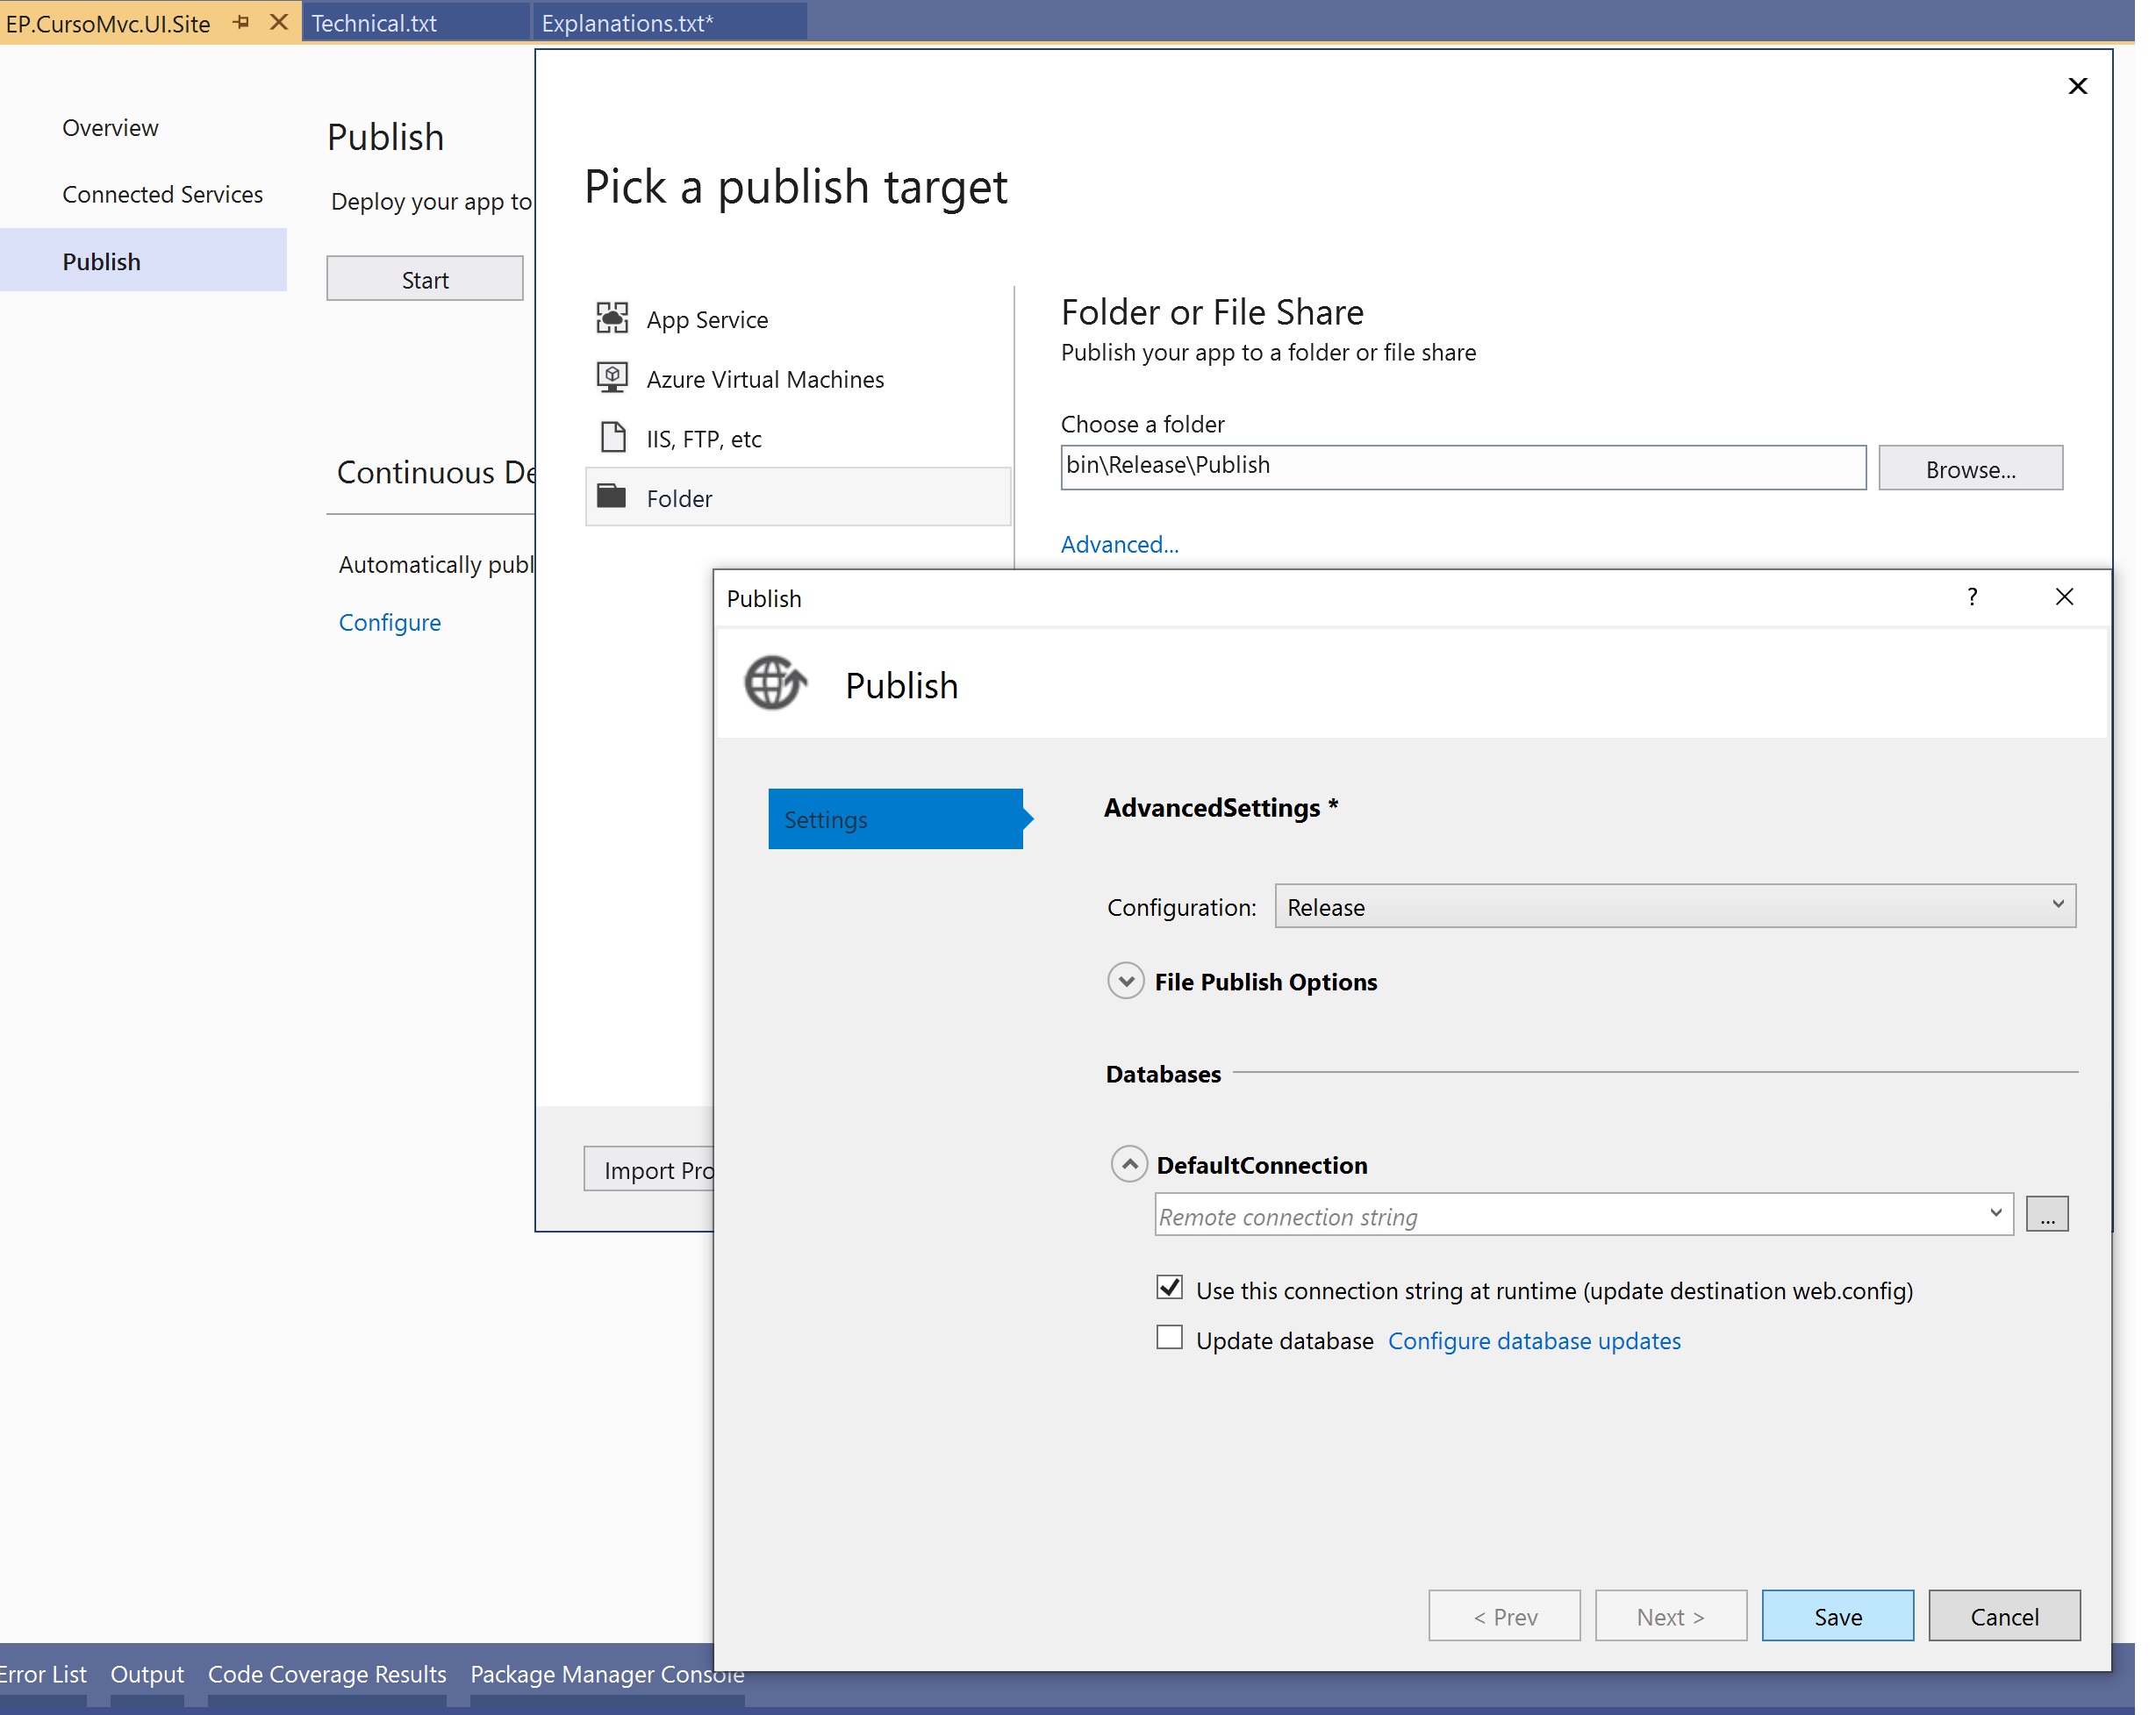 EP.CursoMvc.UI.Site
Technical.txt
Explanations.txt*
Overview
Connected Services
Publish
Publish
Deploy your app to
Start
Continuous De
Automatically publ
Configure
Pick a publish target
App Service
Azure Virtual Machines
IIS, FTP, etc
Folder
Folder or File Share
Publish your app to a folder or file share
Choose a folder
bin\Release\Publish
Browse...
Advanced...
Import Pro
Publish
?
Publish
Settings
AdvancedSettings *
Configuration: Release
File Publish Options
Databases
DefaultConnection
Remote connection string
...
Use this connection string at runtime (update destination web.config)
Update database Configure database updates
< Prev
Next >
Save
Cancel
Error List
Output
Code Coverage Results
Package Manager Console